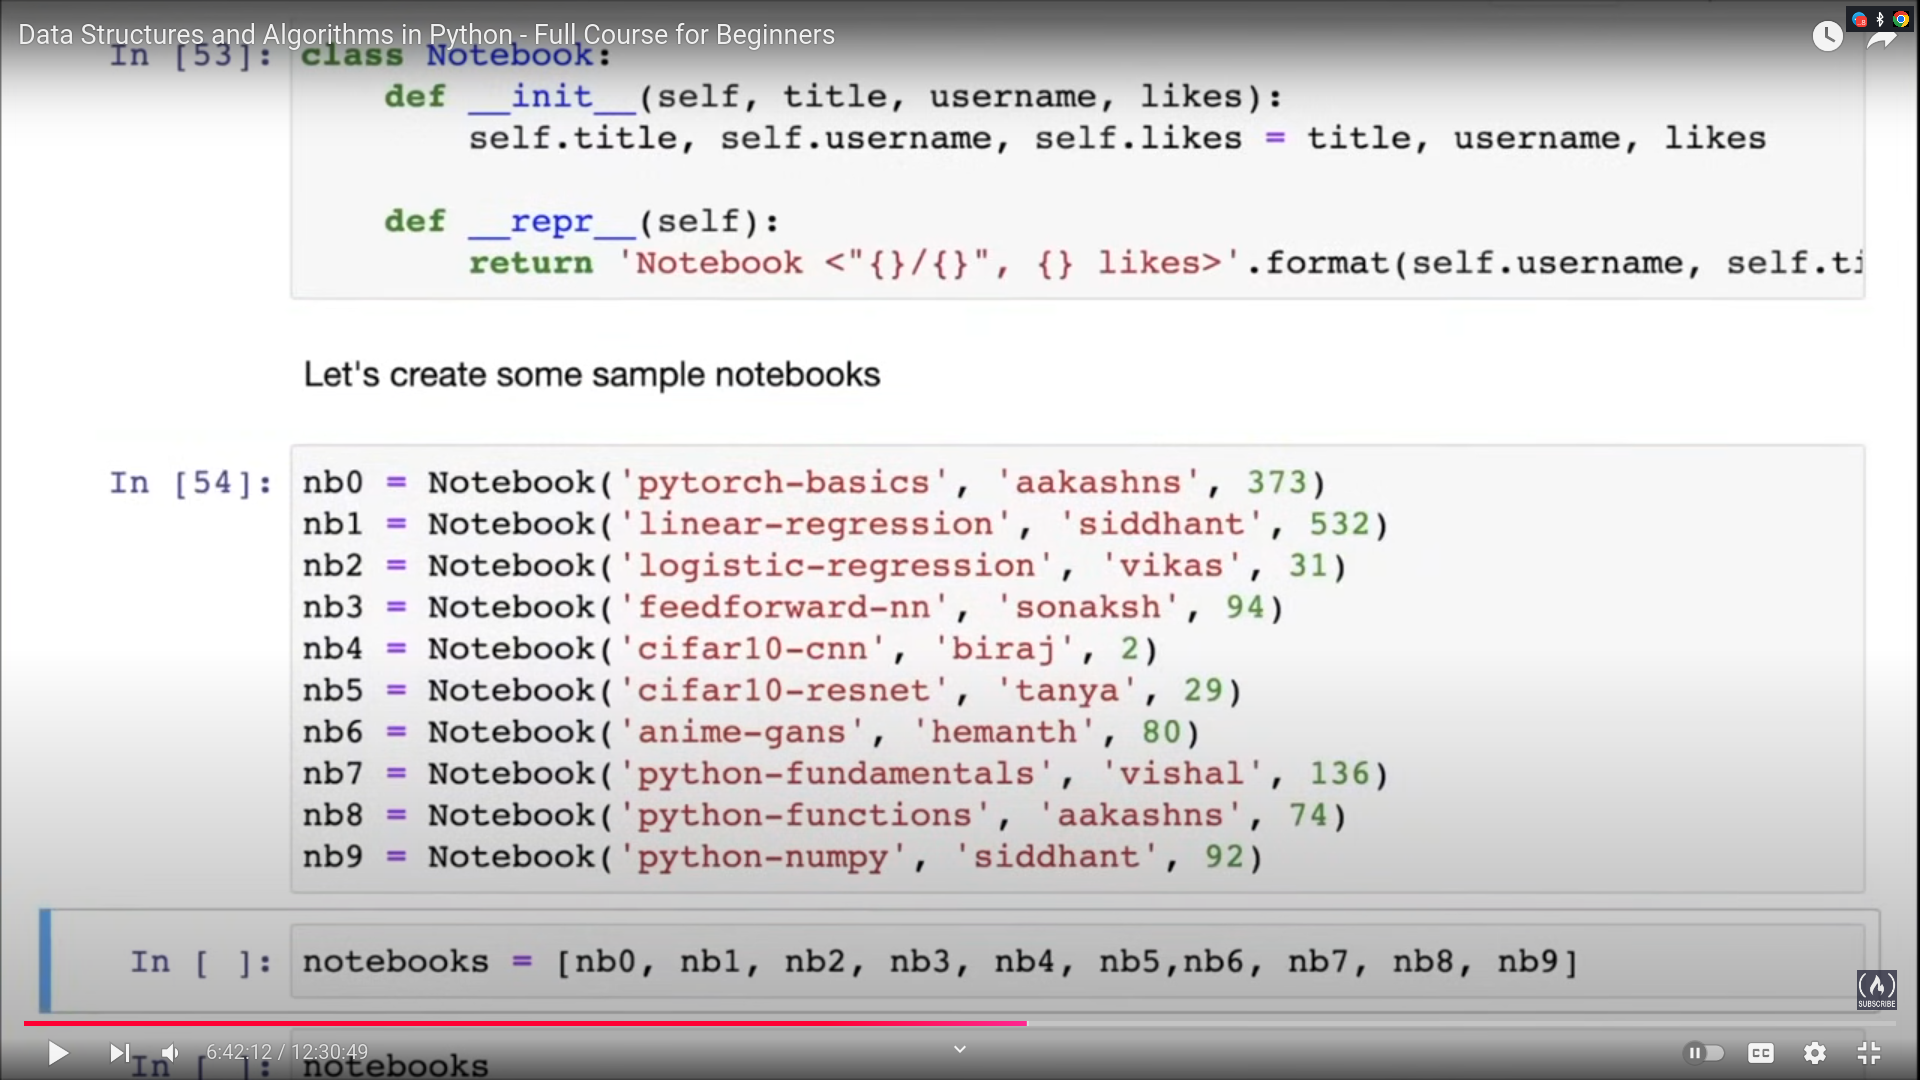 Data Structures and Algorithms in Python - Full Course for Beginners
In [53]: class Notebook:
def __init__(self, title, username, likes):
self.title, self.username, self.likes = title, username, likes
def __repr__(self):
return 'Notebook <"{}/{}", {} likes>'.format(self.username, self.ti
Let's create some sample notebooks
In [54]: nb0 = Notebook('pytorch-basics', 'aakashns', 373)
nb1 = Notebook('linear-regression', 'siddhant', 532)
nb2 = Notebook('logistic-regression', 'vikas', 31)
nb3 = Notebook('feedforward-nn', 'sonaksh', 94)
nb4 = Notebook('cifar10-cnn', 'biraj', 2)
nb5 = Notebook('cifar10-resnet', 'tanya', 29)
nb6 = Notebook('anime-gans', 'hemanth', 80)
nb7 = Notebook('python-fundamentals', 'vishal', 136)
nb8 = Notebook('python-functions', 'aakashns', 74)
nb9 = Notebook('python-numpy', 'siddhant', 92)
In [ ]: notebooks = [nb0, nb1, nb2, nb3, nb4, nb5,nb6, nb7, nb8, nb9]
SUBSCRIBE
6:42:12 / 12:30:49
CC
In [ ]: notebooks